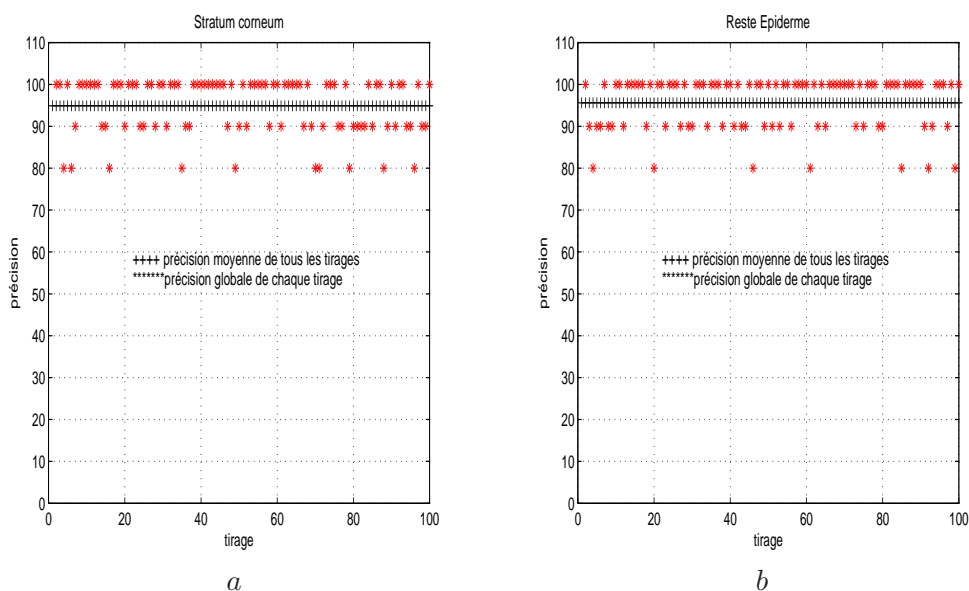 Stratum corneum
110
100
90
80
70
60
50
40
30
20
10
0
précision
++++ précision moyenne de tous les tirages
*******précision globale de chaque tirage
0 20 40 60 80 100
tirage
a
Reste Epiderme
110
100
90
80
70
60
50
40
30
20
10
0
précision
++++ précision moyenne de tous les tirages
*******précision globale de chaque tirage
0 20 40 60 80 100
tirage
b